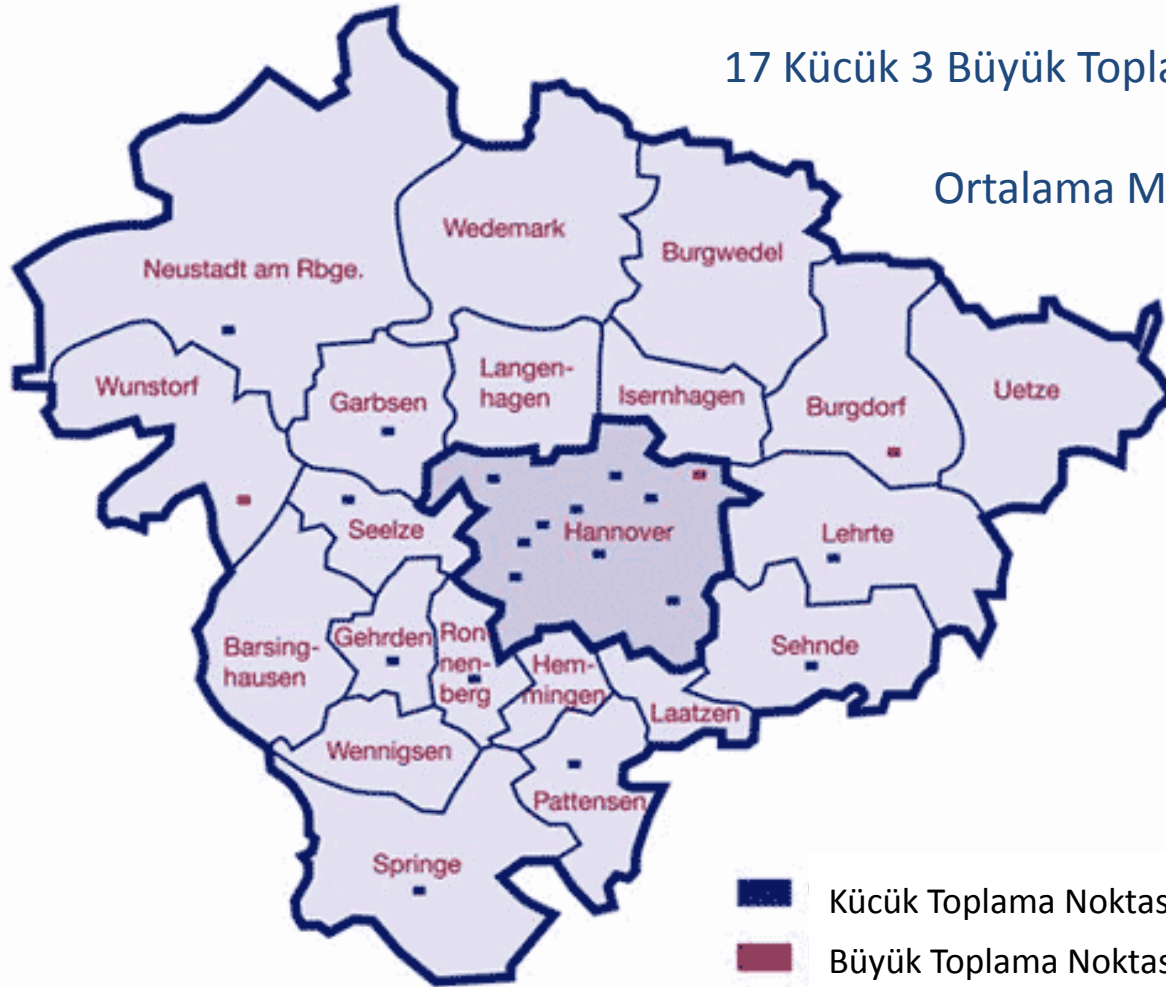 17 Kücük 3 Büyük Topla
Ortalama M
Wedemark
Burgwedel
Neustadt am Rbge.
Wunstorf
Garbsen
Langen-
hagen
Isernhagen
Burgdorf
Uetze
Seelze
Hannover
Lehrte
Barsing-
hausen
Gehrden
Ron
nen-
berg
Hem-
mingen
Laatzen
Sehnde
Wennigsen
Pattensen
Springe
Kücük Toplama Noktas
Büyük Toplama Noktas